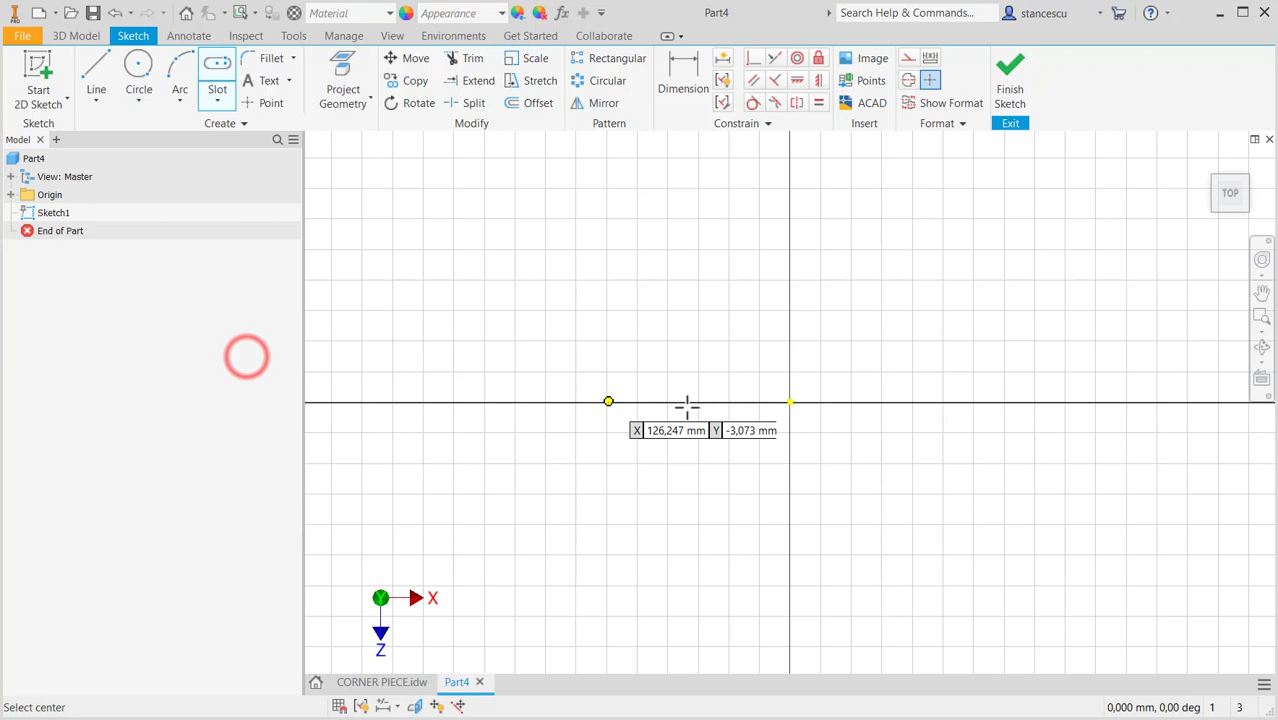 PRO
Material
Appearance
Part4
Search Help & Commands...
stancescu
File 3D Model Sketch Annotate Inspect Tools Manage View Environments Get Started Collaborate
Start 2D Sketch
Line
Circle
Arc
Slot
Fillet
Text
Point
Project Geometry
Move Trim Scale
Copy Extend Stretch
Rotate Split Offset
Rectangular
Circular
Mirror
Dimension
Image
Points
ACAD
Show Format
Finish Sketch
Sketch Create Modify Pattern Constrain Insert Format Exit
Model
Part4
View: Master
Origin
Sketch1
End of Part
TOP
X 126,247 mm Y -3,073 mm
Y X
Z
CORNER PIECE.idw Part4
Select center 0,000 mm, 0,00 deg 1 3